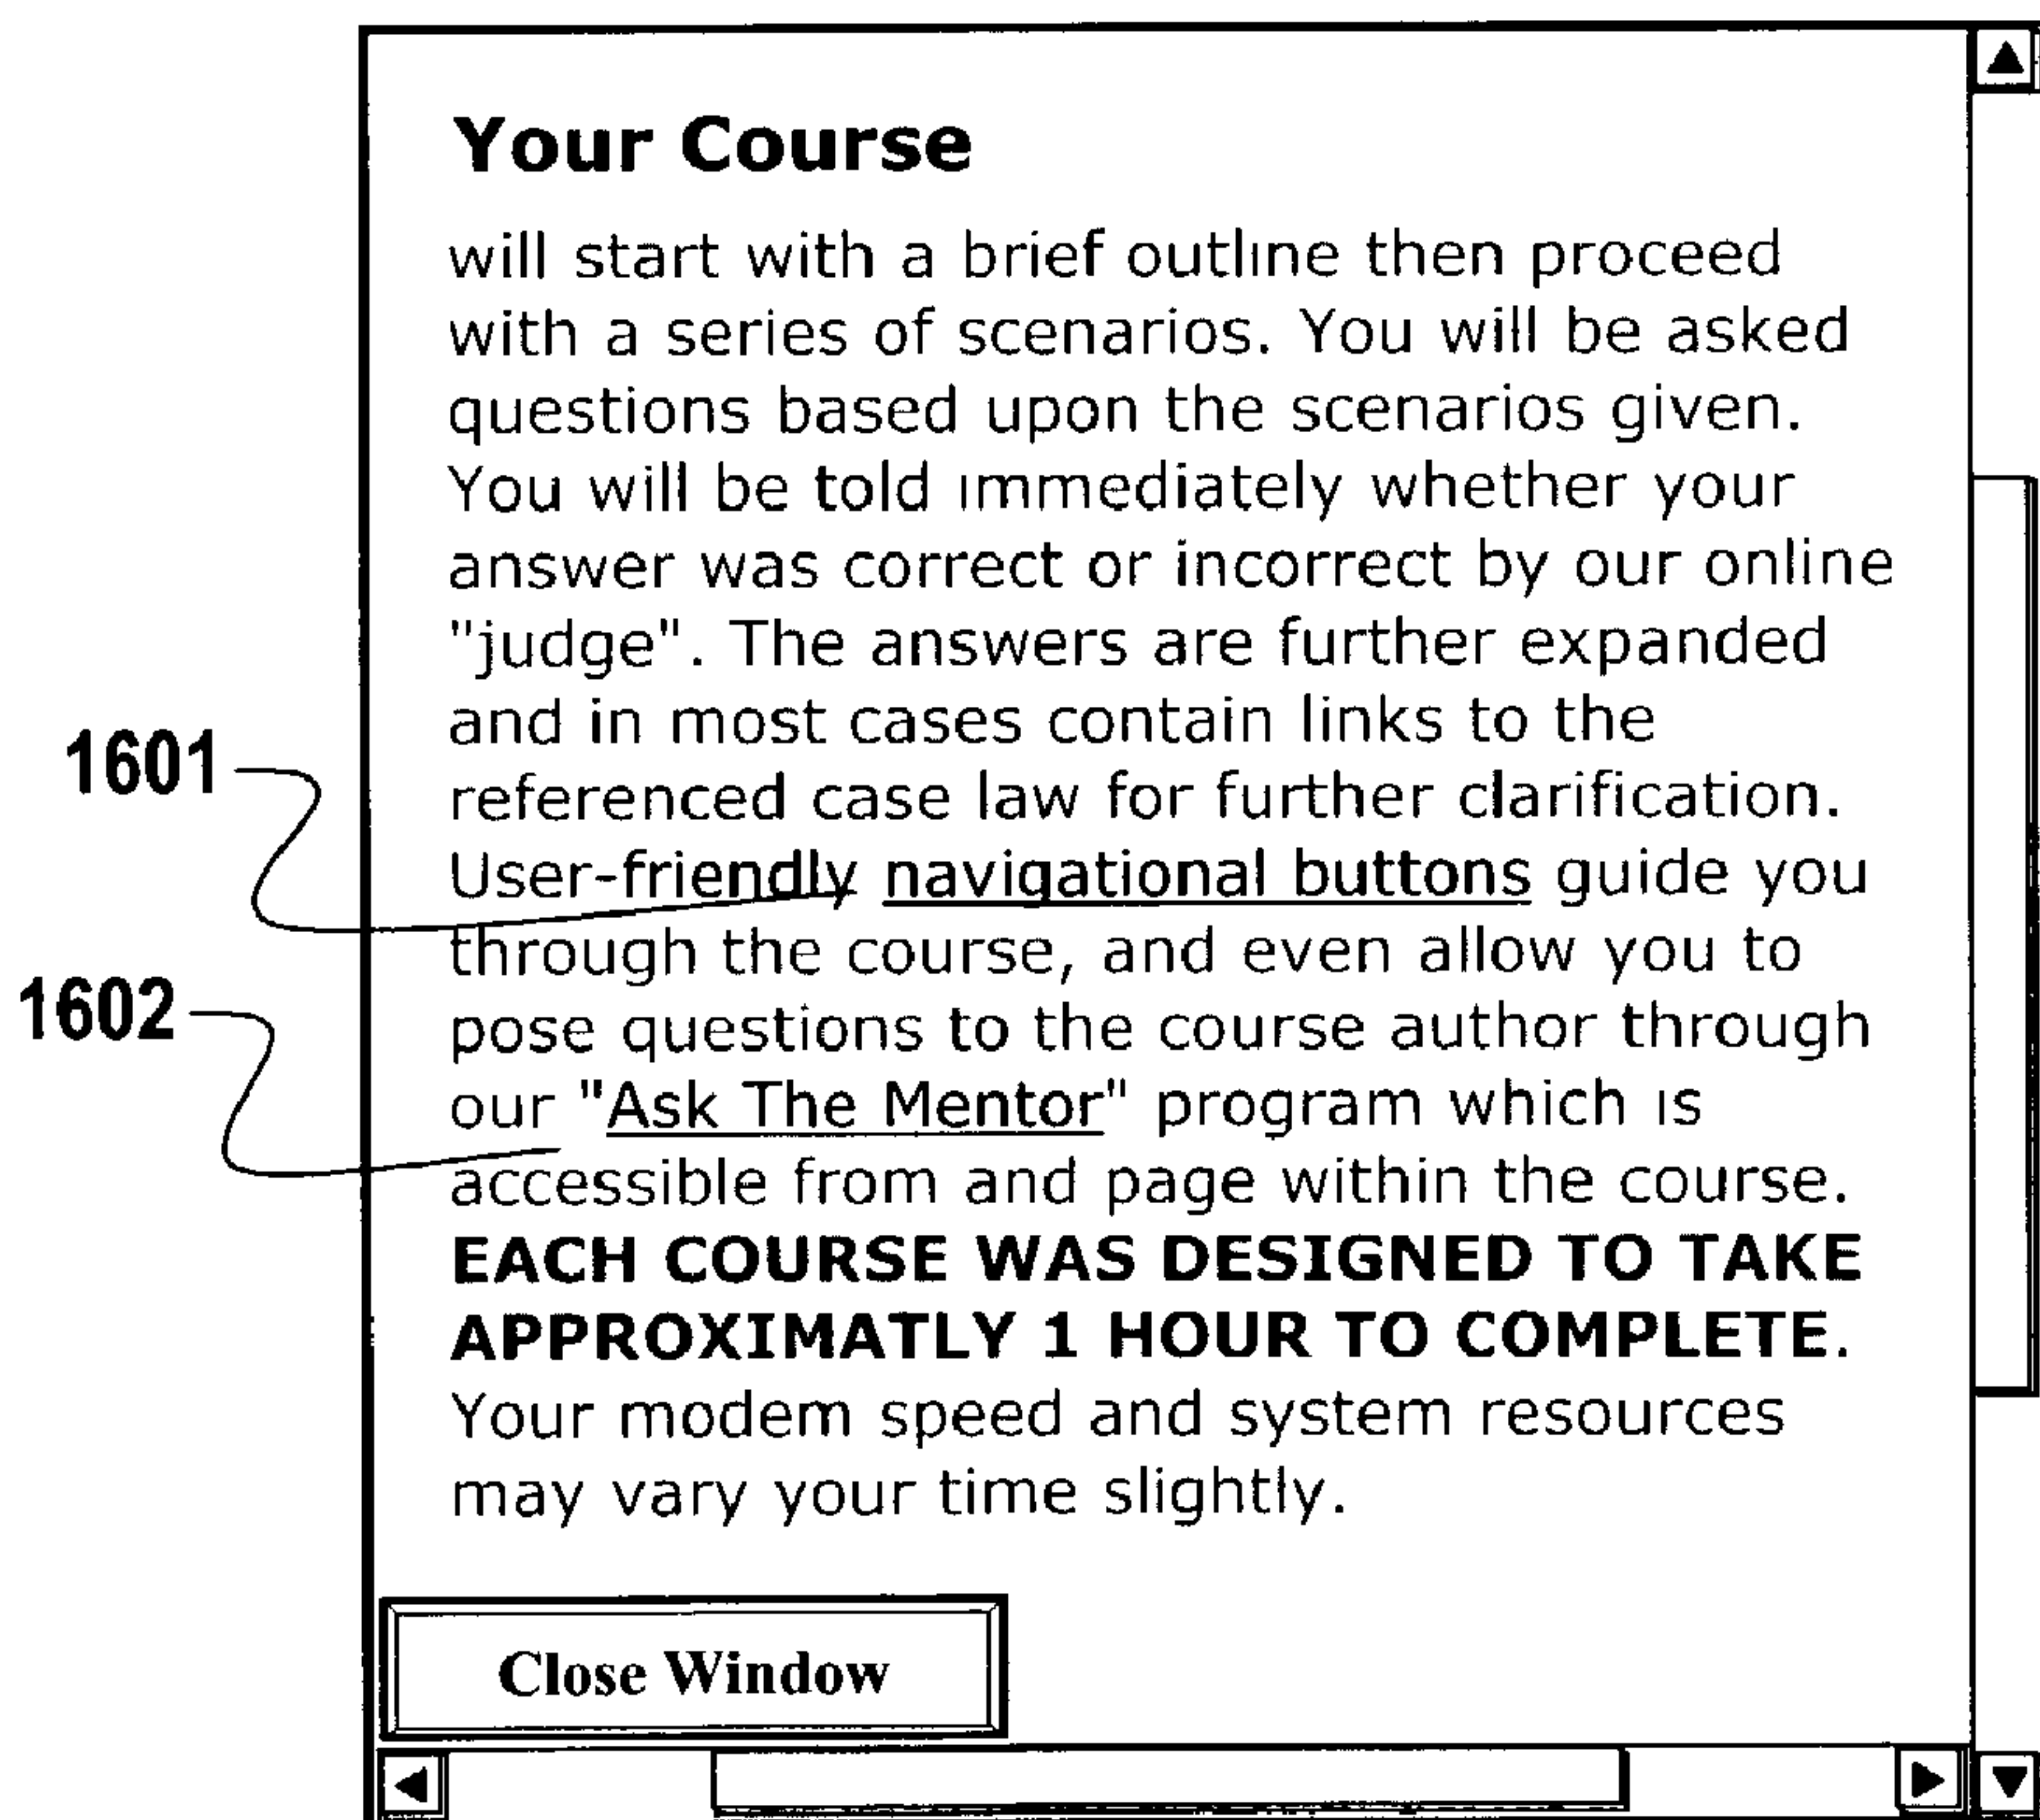 Your Course
will start with a brief outline then proceed
with a series of scenarios. You will be asked
questions based upon the scenarios given.
You will be told immediately whether your
answer was correct or incorrect by our online
"judge". The answers are further expanded
and in most cases contain links to the
1601
referenced case law for further clarification.
User-friendly navigational buttons guide you
through the course, and even allow you to
1602
pose questions to the course author through
our "Ask The Mentor" program which is
accessible from and page within the course.
EACH COURSE WAS DESIGNED TO TAKE
APPROXIMATLY 1 HOUR TO COMPLETE.
Your modem speed and system resources
may vary your time slightly.
Close Window